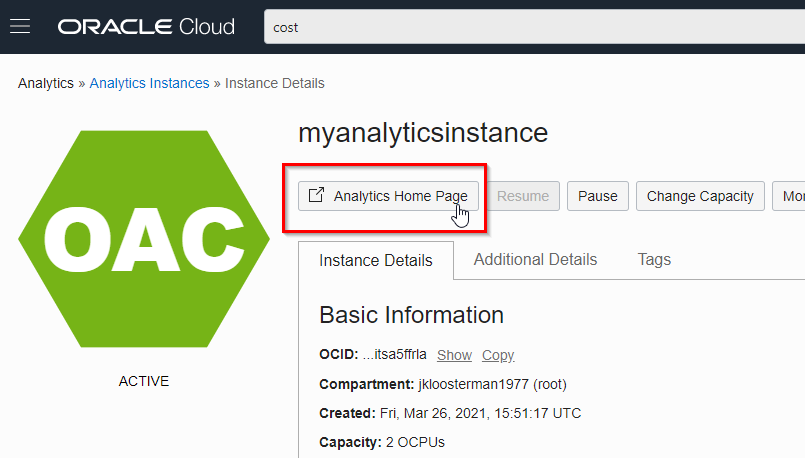 ORACLE Cloud
cost
Analytics » Analytics Instances » Instance Details
OAC
ACTIVE
myanalyticsinstance
Analytics Home Page
Resume
Pause
Change Capacity
Mor
Instance Details
Additional Details
Tags
Basic Information
OCID: ...itsa5ffrla Show Copy
Compartment: jkloosterman1977 (root)
Created: Fri, Mar 26, 2021, 15:51:17 UTC
Capacity: 2 OCPUs